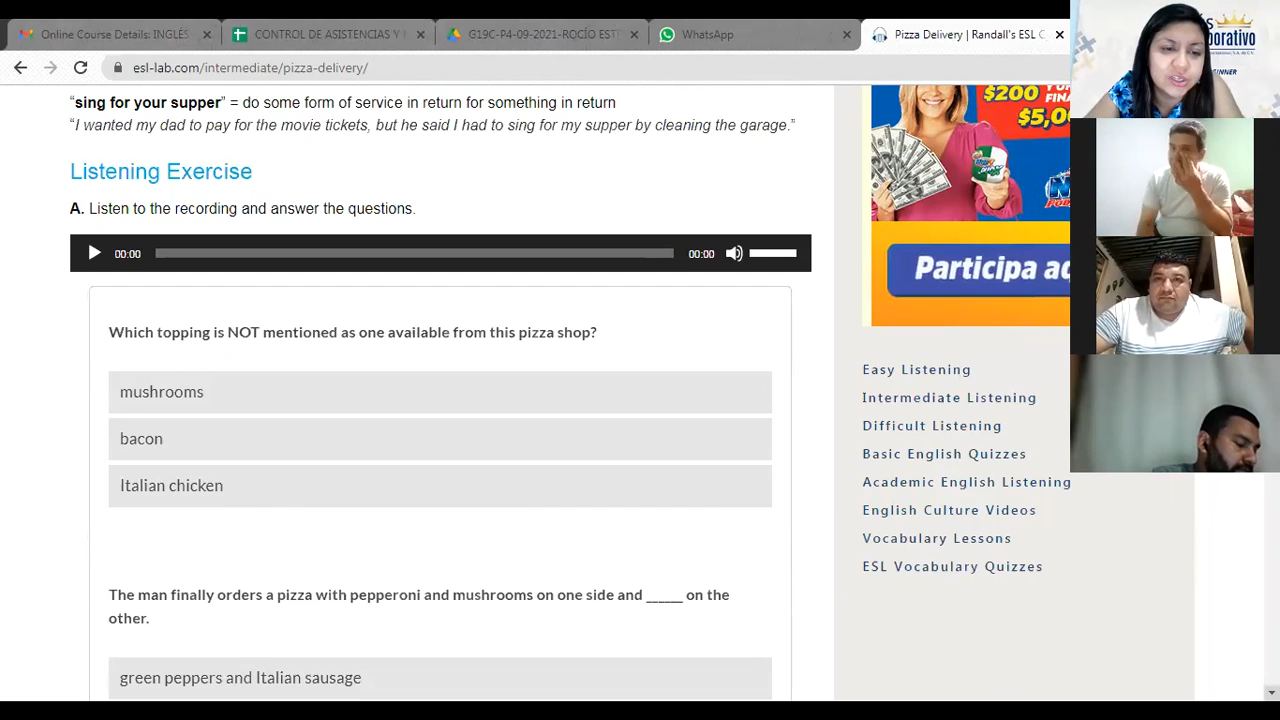 Online Course Details: INGLÉS
CONTROL DE ASISTENCIAS Y
G19C-P4-09-2021-ROCÍO EST
WhatsApp
Pizza Delivery | Randall's ESL C
esl-lab.com/intermediate/pizza-delivery/
"sing for your supper" = do some form of service in return for something in return
"I wanted my dad to pay for the movie tickets, but he said I had to sing for my supper by cleaning the garage."
Listening Exercise
A. Listen to the recording and answer the questions.
00:00
00:00
Which topping is NOT mentioned as one available from this pizza shop?
mushrooms
bacon
Italian chicken
The man finally orders a pizza with pepperoni and mushrooms on one side and ______ on the
other.
green peppers and Italian sausage
$200
$5,0
Participa aq
Easy Listening
Intermediate Listening
Difficult Listening
Basic English Quizzes
Academic English Listening
English Culture Videos
Vocabulary Lessons
ESL Vocabulary Quizzes